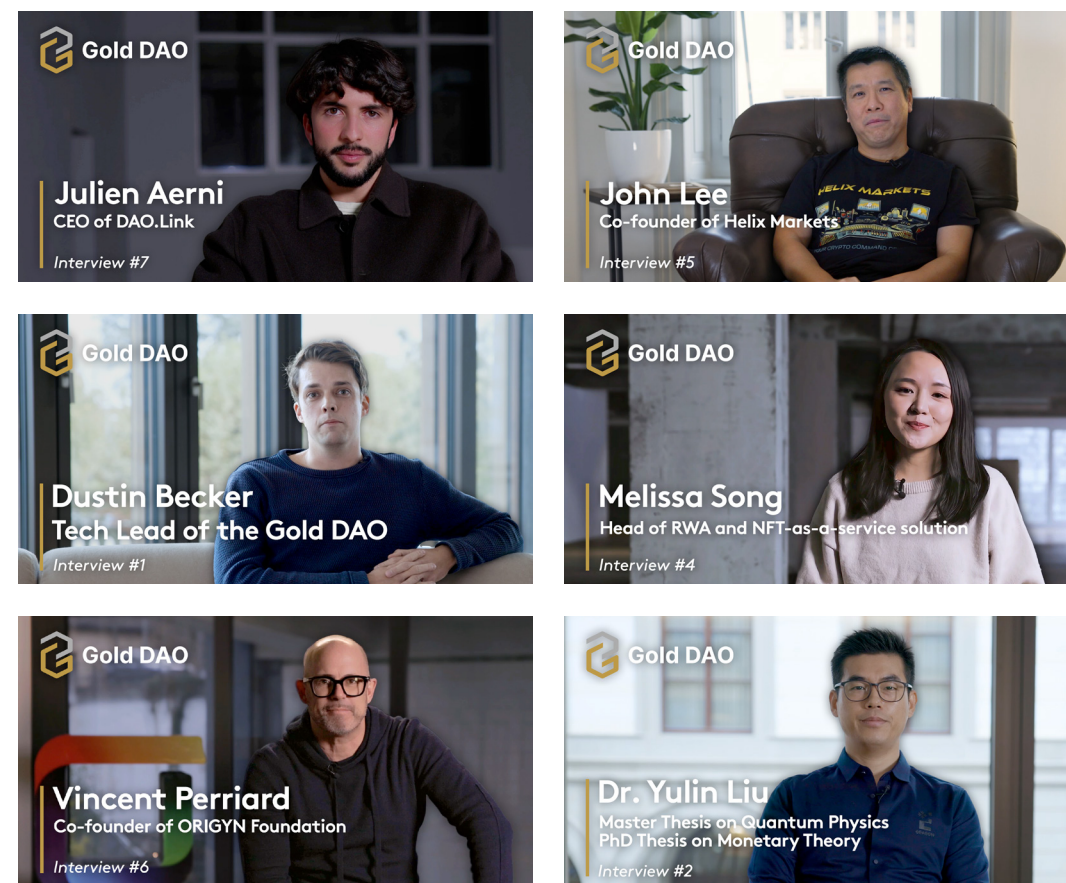 Gold DAO
Julien Aerni
CEO of DAO.Link
Interview #7
Gold DAO
John Lee
Co-founder of Helix Markets
Interview #5
HELIX MARKETS
Gold DAO
Dustin Becker
Tech Lead of the Gold DAO
Interview #1
Gold DAO
Melissa Song
Head of RWA and NFT-as-a-service solution
Interview #4
Gold DAO
Vincent Perriard
Co-founder of ORIGYN Foundation
Interview #6
Gold DAO
Dr. Yulin Liu
Master Thesis on Quantum Physics
PhD Thesis on Monetary Theory
Interview #2